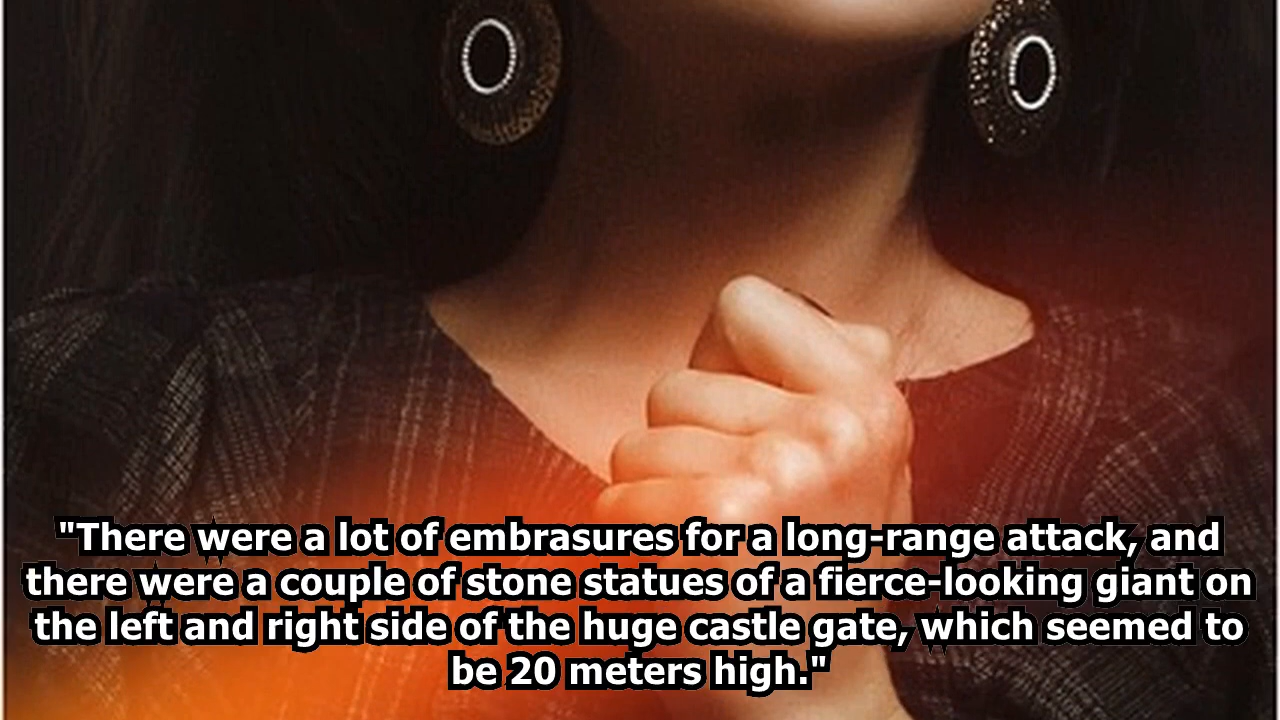 "There were a lot of embrasures for a long-range attack, and
there were a couple of stone statues of a fierce-looking giant on
the left and right side of the huge castle gate, which seemed to
be 20 meters high."